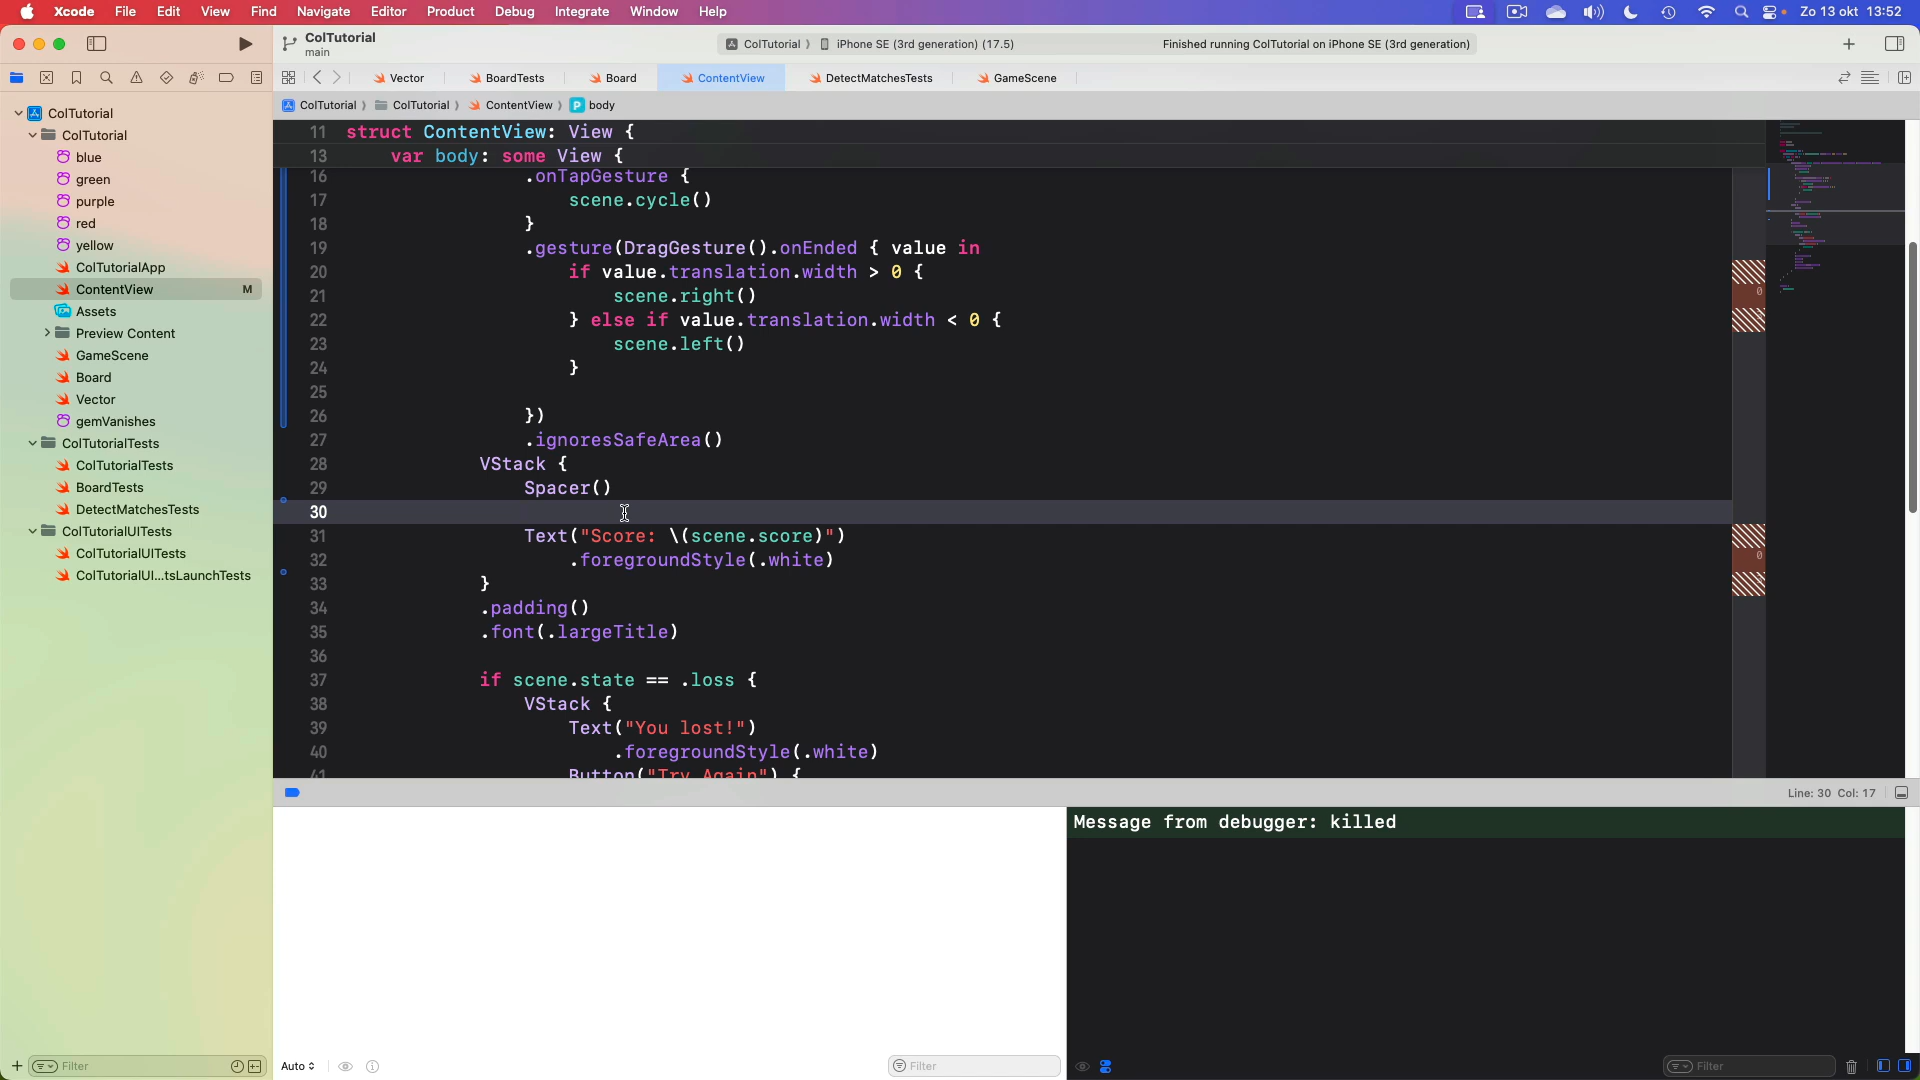 Xcode File Edit View Find Navigate Editor Product Debug Integrate Window Help Zo 13 okt 13:52
ColTutorial
main
ColTutorial iPhone SE (3rd generation) (17.5) Finished running ColTutorial on iPhone SE (3rd generation)
Vector BoardTests Board ContentView DetectMatchesTests GameScene
ColTutorial ColTutorial ContentView P body
ColTutorial
ColTutorial
blue
green
purple
red
yellow
ColTutorialApp
ContentView M
Assets
Preview Content
GameScene
Board
Vector
gemVanishes
ColTutorialTests
ColTutorialTests
BoardTests
DetectMatchesTests
ColTutorialUITests
ColTutorialUITests
ColTutorialUI...tsLaunchTests
Filter
11 struct ContentView: View {
13 var body: some View {
16 .onTapGesture {
17 scene.cycle()
18 }
19 .gesture(DragGesture().onEnded { value in
20 if value.translation.width > 0 {
21 scene.right()
22 } else if value.translation.width < 0 {
23 scene.left()
24 }
25
26 })
27 .ignoresSafeArea()
28 VStack {
29 Spacer()
30
31 Text("Score: \(scene.score)")
32 .foregroundStyle(.white)
33 }
34 .padding()
35 .font(.largeTitle)
36
37 if scene.state == .loss {
38 VStack {
39 Text("You lost!")
40 .foregroundStyle(.white)
41 Button("Try Again") {
Line: 30 Col: 17
Message from debugger: killed
Auto Filter Filter